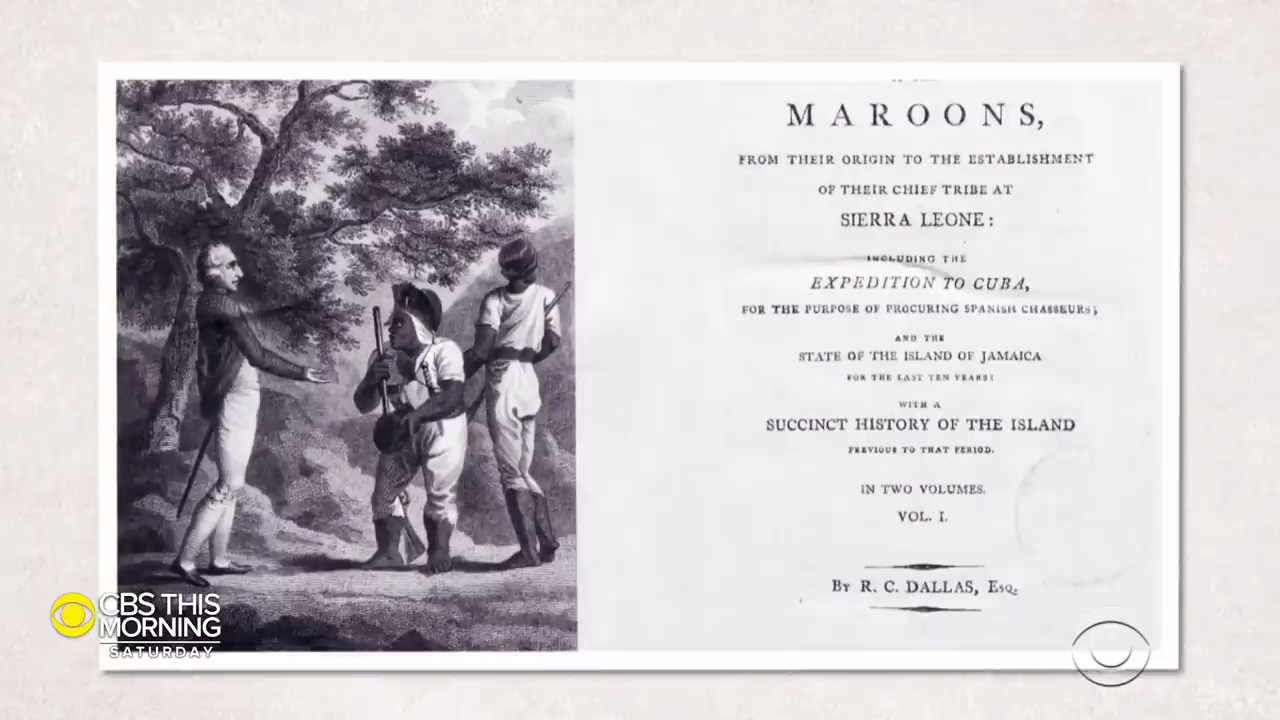 MAROONS,
FROM THEIR ORIGIN TO THE ESTABLISHMENT
OF THEIR CHIEF TRIBE AT
SIERRA LEONE:
INCLUDING THE
EXPEDITION TO CUBA,
FOR THE PURPOSE OF PROCURING SPANISH CHASSEURS;
AND THE
STATE OF THE ISLAND OF JAMAICA
FOR THE LAST TEN YEARS:
WITH A
SUCCINCT HISTORY OF THE ISLAND
PREVIOUS TO THAT PERIOD.
IN TWO VOLUMES.
VOL. I.
BY R. C. DALLAS, ESQ.
CBS THIS
MORNING
SATURDAY